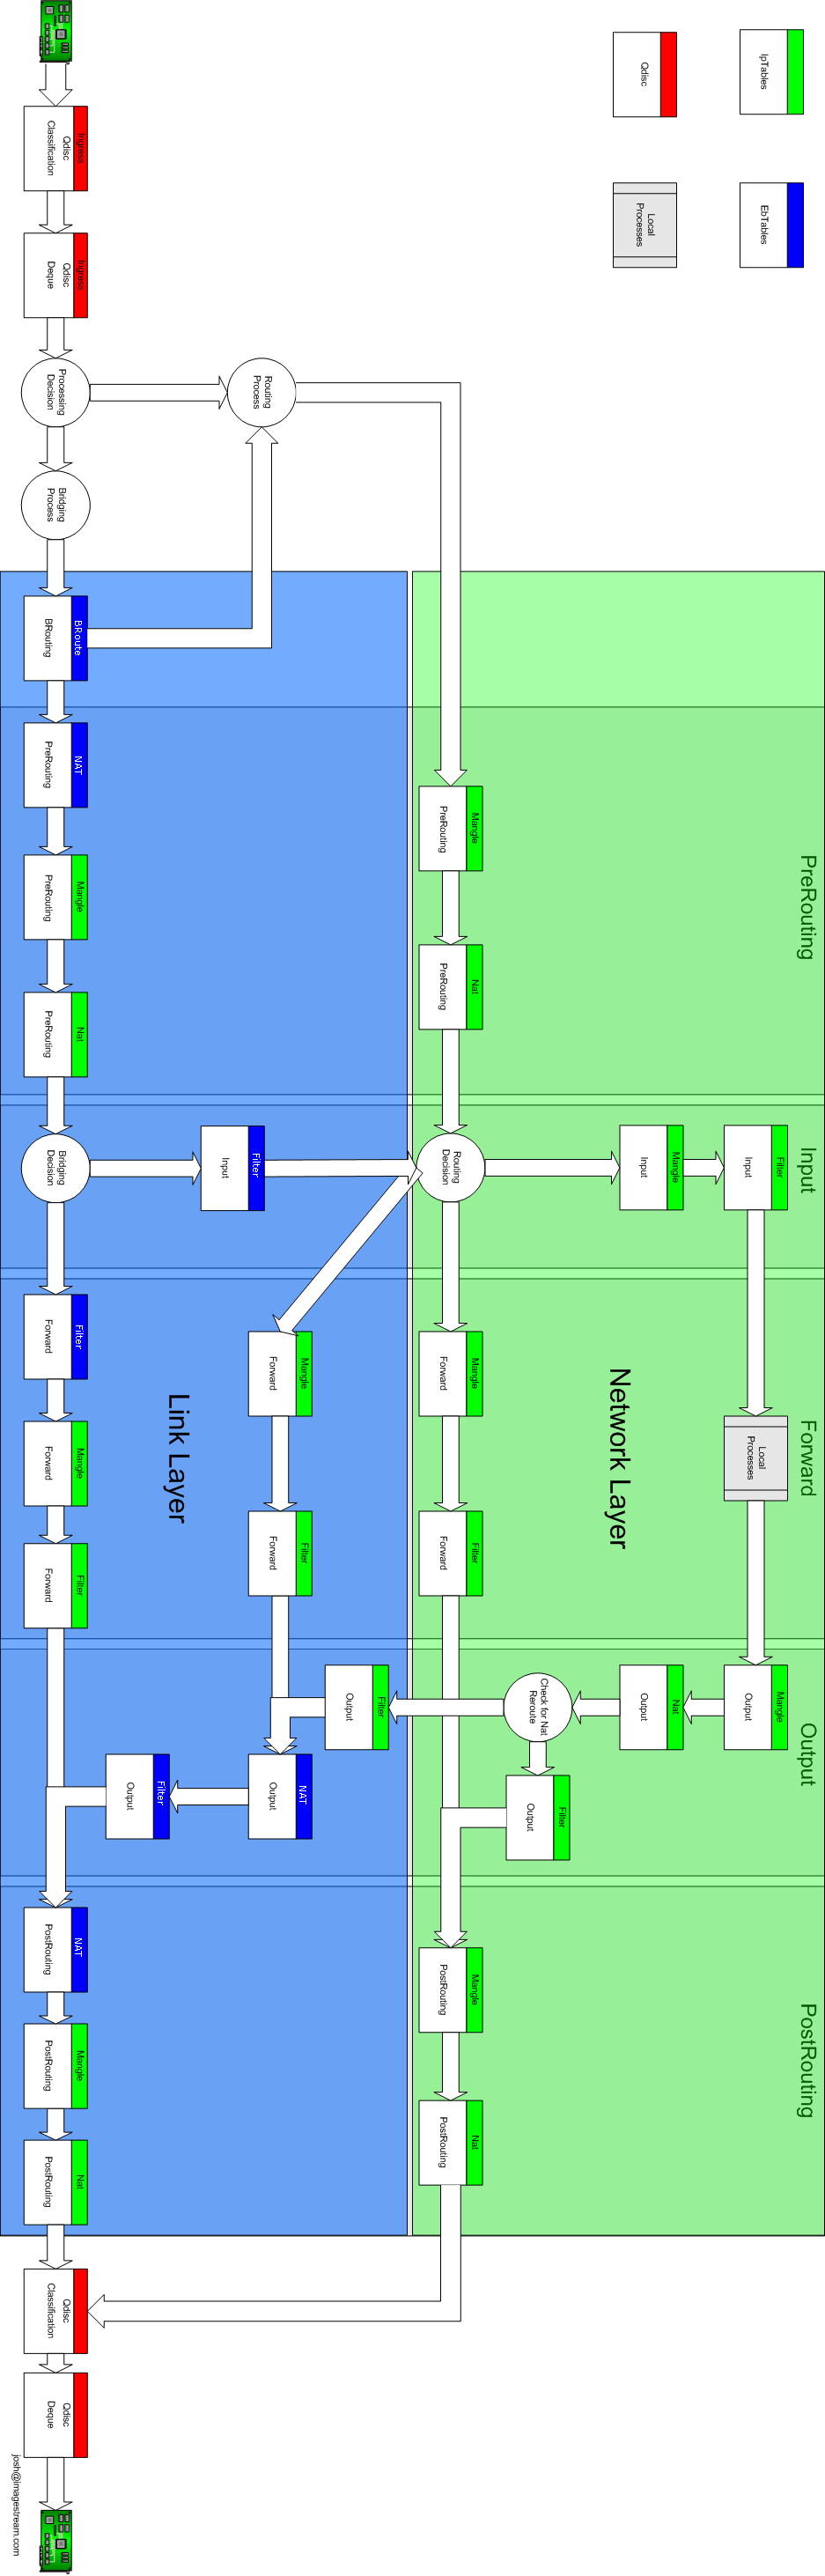 PreRouting
Input
Forward
Output
PostRouting
IpTables
EbTables
Qdisc
Local
Processes
Filter
Input
Local
Processes
Mangle
Output
Mangle
Input
Nat
Output
Network Layer
Check for Nat
Reroute
Filter
Output
Mangle
PreRouting
Nat
PreRouting
Routing
Decision
Mangle
Forward
Filter
Forward
Mangle
PostRouting
Nat
PostRouting
Filter
Output
Routing
Process
Filter
Input
Mangle
Forward
Filter
Forward
NAT
Output
Link Layer
Filter
Output
Ingress
Qdisc
Classification
Ingress
Qdisc
Deque
Processing
Decision
Bridging
Process
BRoute
BRouting
NAT
PreRouting
Mangle
PreRouting
Nat
PreRouting
Bridging
Decision
Filter
Forward
Mangle
Forward
Filter
Forward
NAT
PostRouting
Mangle
PostRouting
Nat
PostRouting
Qdisc
Classification
Qdisc
Deque
josh@imagestream.com